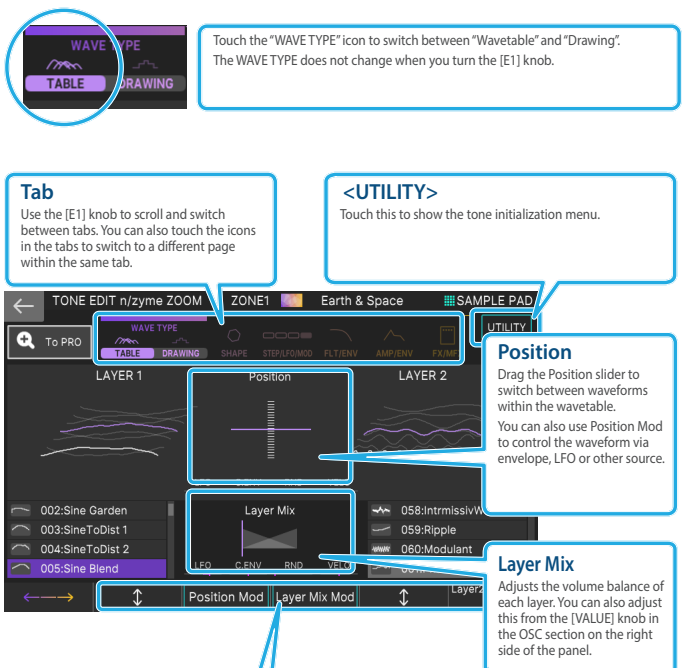 WAVE TYPE
TABLE DRAWING
Touch the “WAVE TYPE” icon to switch between “Wavetable” and “Drawing”.
The WAVE TYPE does not change when you turn the [E1] knob.
Tab
Use the [E1] knob to scroll and switch
between tabs. You can also touch the icons
in the tabs to switch to a different page
within the same tab.
<UTILITY>
Touch this to show the tone initialization menu.
TONE EDIT n/zyme ZOOM ZONE1 Earth & Space SAMPLE PAD
To PRO
WAVE TYPE
TABLE DRAWING SHAPE STEP/LFO/MOD FLT/ENV AMP/ENV
UTILITY
LAYER 1
Position
LAYER 2
Position
Drag the Position slider to
switch between waveforms
within the wavetable.
You can also use Position Mod
to control the waveform via
envelope, LFO or other source.
002:Sine Garden
003:SineToDist 1
004:SineToDist 2
005:Sine Blend
Layer Mix
LFO C.ENV RND VELO
058:IntrmissivW
059:Ripple
060:Modulant
Layer Mix
Adjusts the volume balance of
each layer. You can also adjust
this from the [VALUE] knob in
the OSC section on the right
side of the panel.
Position Mod Layer Mix Mod